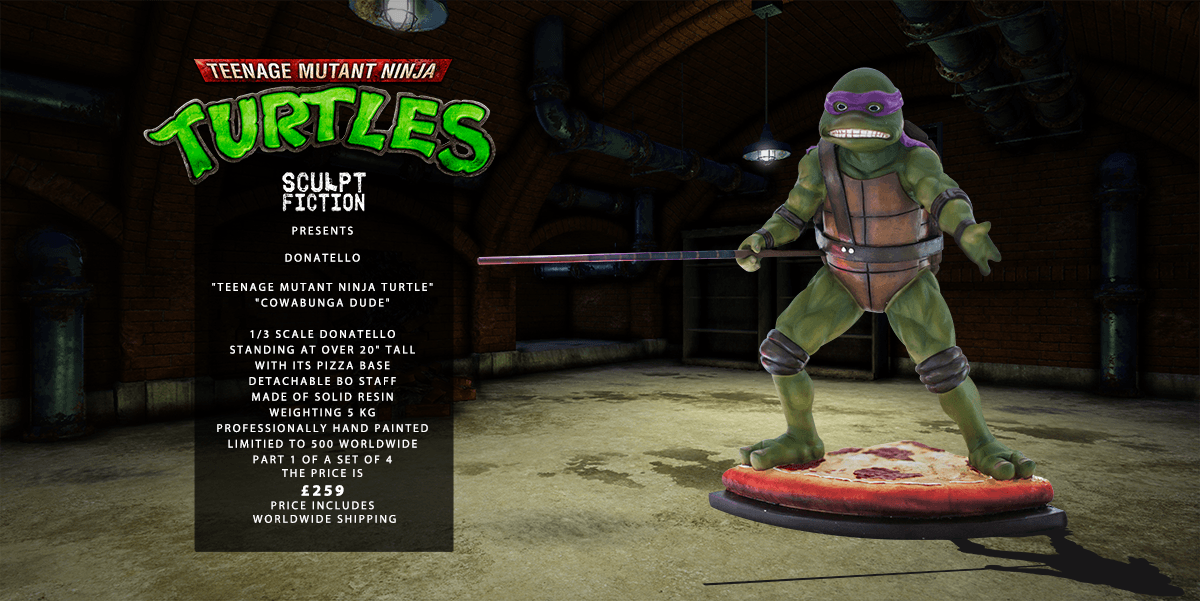 TEENAGE MUTANT NINJA
TURTLES
SCULPT
FICTION
PRESENTS
DONATELLO
"TEENAGE MUTANT NINJA TURTLE"
"COWABUNGA DUDE"
1/3 SCALE DONATELLO
STANDING AT OVER 20" TALL
WITH ITS PIZZA BASE
DETACHABLE BO STAFF
MADE OF SOLID RESIN
WEIGHTING 5 KG
PROFESSIONALLY HAND PAINTED
LIMITIED TO 500 WORLDWIDE
PART 1 OF A SET OF 4
THE PRICE IS
£259
PRICE INCLUDES
WORLDWIDE SHIPPING